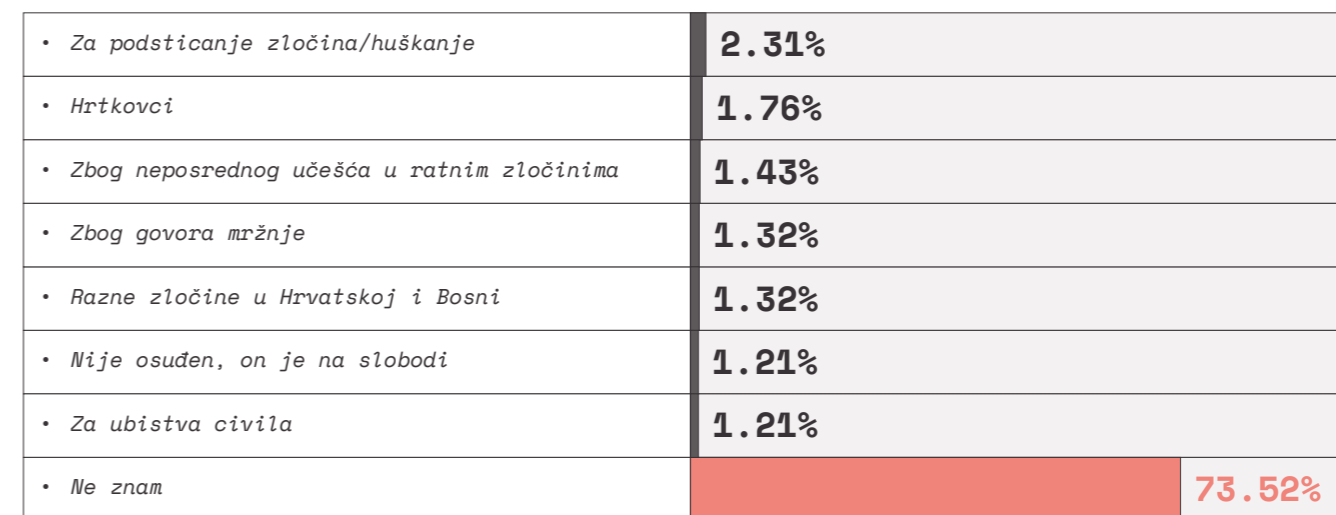 • Za podsticanje zločina/huškanje 2.31%
• Hrtkovci 1.76%
• Zbog neposrednog učešća u ratnim zločinima 1.43%
• Zbog govora mržnje 1.32%
• Razne zločine u Hrvatskoj i Bosni 1.32%
• Nije osuđen, on je na slobodi 1.21%
• Za ubistva civila 1.21%
• Ne znam 73.52%